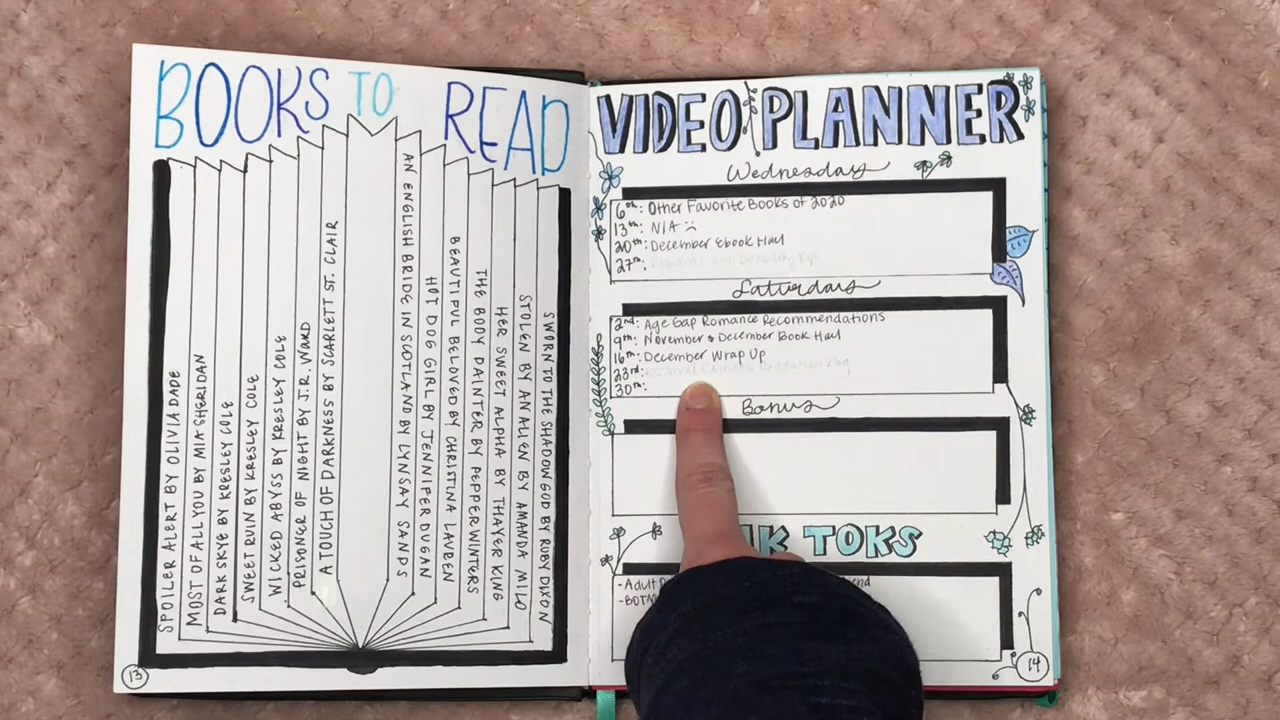 BOOKS TO READ
SPOILER ALERT BY OLIVIA DADE
MOST OF ALL YOU BY MIA SHERIDAN
DARK SKYE BY KRESLEY COLE
SWEET RUIN BY KRESLEY COLE
WICKED ABYSS BY KRESLEY COLE
PRISONER OF NIGHT BY J.R. WARD
A TOUCH OF DARKNESS BY SCARLETT ST. CLAIR
AN ENGLISH BRIDE IN SCOTLAND BY LYNSAY SANDS
HOT DOG GIRL BY JENNIFER DUGAN
BEAUTIFUL BELOVED BY CHRISTINA LAUREN
THE BODY PAINTER BY PEPPER WINTERS
HER SWEET ALPHA BY THAYER KING
STOLEN BY AN ALIEN BY AMANDA MILO
SWORN TO THE SHADOW GOD BY RUBY DIXON
13
VIDEO PLANNER
Wednesday
6th: Other Favorite Books of 2020
13th: N/A :(
20th: December Ebook Haul
27th:
Saturdays
2nd: Age Gap Romance Recommendations
9th: November & December Book Haul
16th: December Wrap Up
23rd: Historical Romance
30th:
Bonus
TOKS
-Adult
14